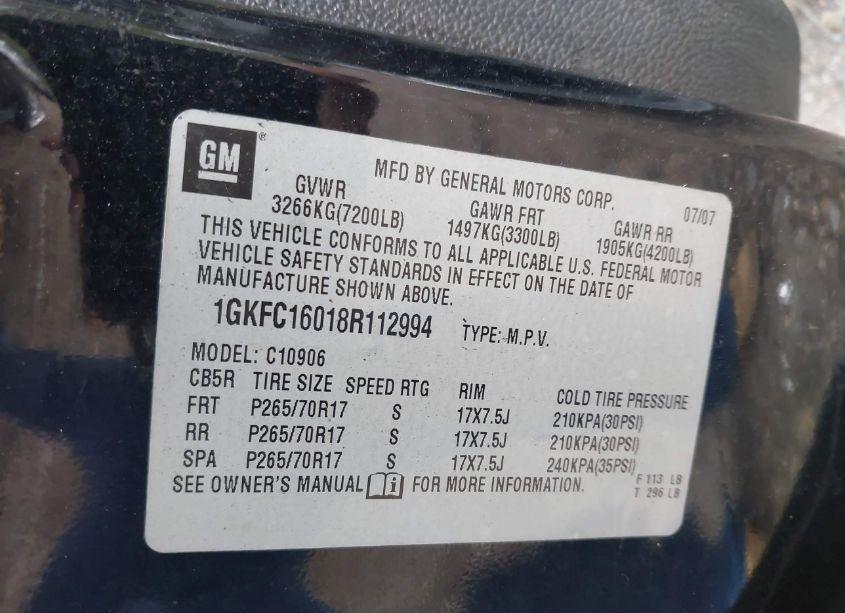 GM ®
MFD BY GENERAL MOTORS CORP. 07/07
GVWR GAWR FRT GAWR RR
3266KG(7200LB) 1497KG(3300LB) 1905KG(4200LB)
THIS VEHICLE CONFORMS TO ALL APPLICABLE U.S. FEDERAL MOTOR
VEHICLE SAFETY STANDARDS IN EFFECT ON THE DATE OF
MANUFACTURE SHOWN ABOVE.
1GKFC16018R112994 TYPE: M.P.V.
MODEL: C10906
CB5R TIRE SIZE SPEED RTG RIM COLD TIRE PRESSURE
FRT P265/70R17 S 17X7.5J 210KPA(30PSI)
RR P265/70R17 S 17X7.5J 210KPA(30PSI)
SPA P265/70R17 S 17X7.5J 240KPA(35PSI)
SEE OWNER'S MANUAL i FOR MORE INFORMATION.
F 113 LB
T 296 LB